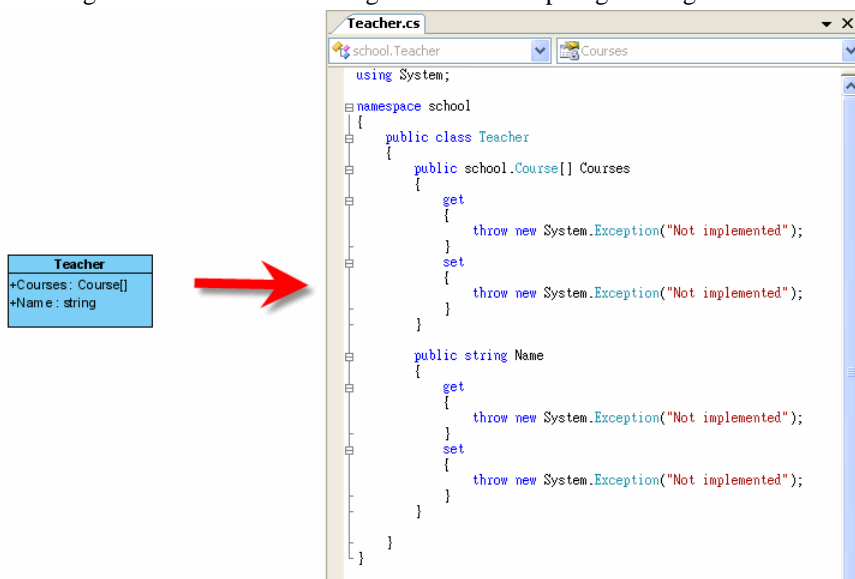 Teacher.cs
school.Teacher
Courses
using System;
namespace school
{
public class Teacher
{
public school.Course[] Courses
{
get
{
throw new System.Exception("Not implemented");
}
set
{
throw new System.Exception("Not implemented");
}
}
public string Name
{
get
{
throw new System.Exception("Not implemented");
}
set
{
throw new System.Exception("Not implemented");
}
}
}
}
Teacher
+Courses : Course[]
+Name : string